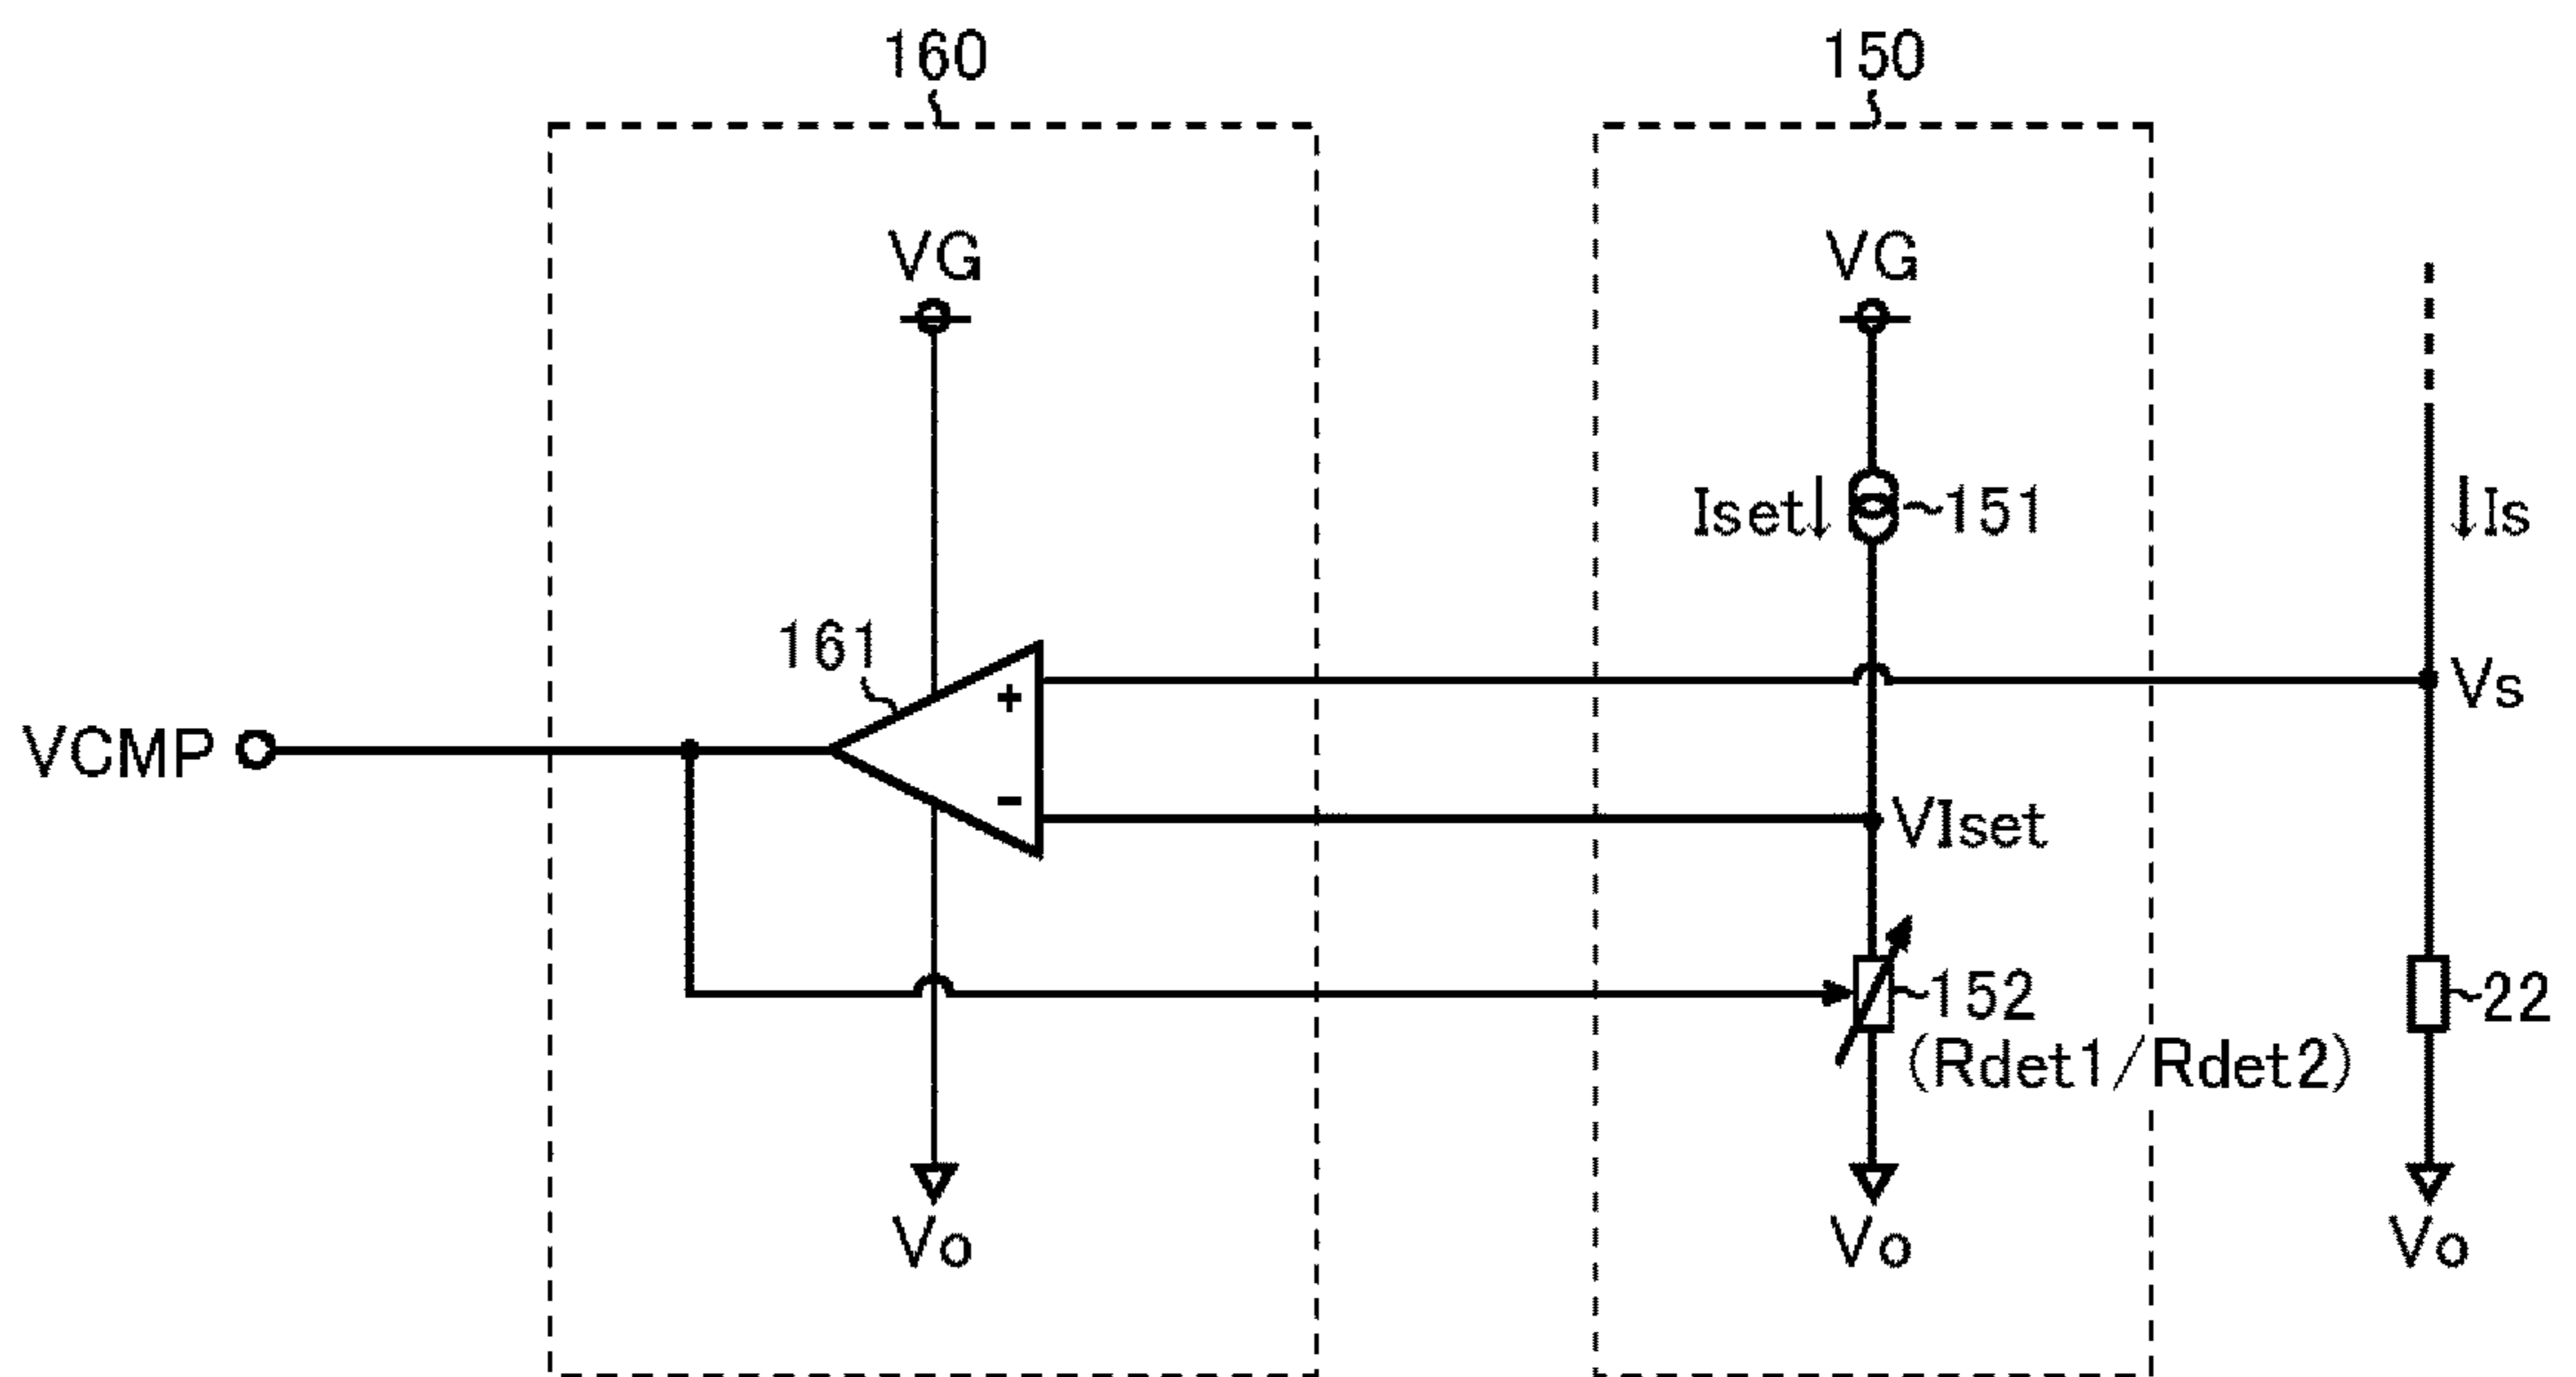 160
150
VG
VG
Iset↓
~151
↓Is
161
+
Vs
VCMP
-
VIset
~152
~22
(Rdet1/Rdet2)
Vo
Vo
Vo